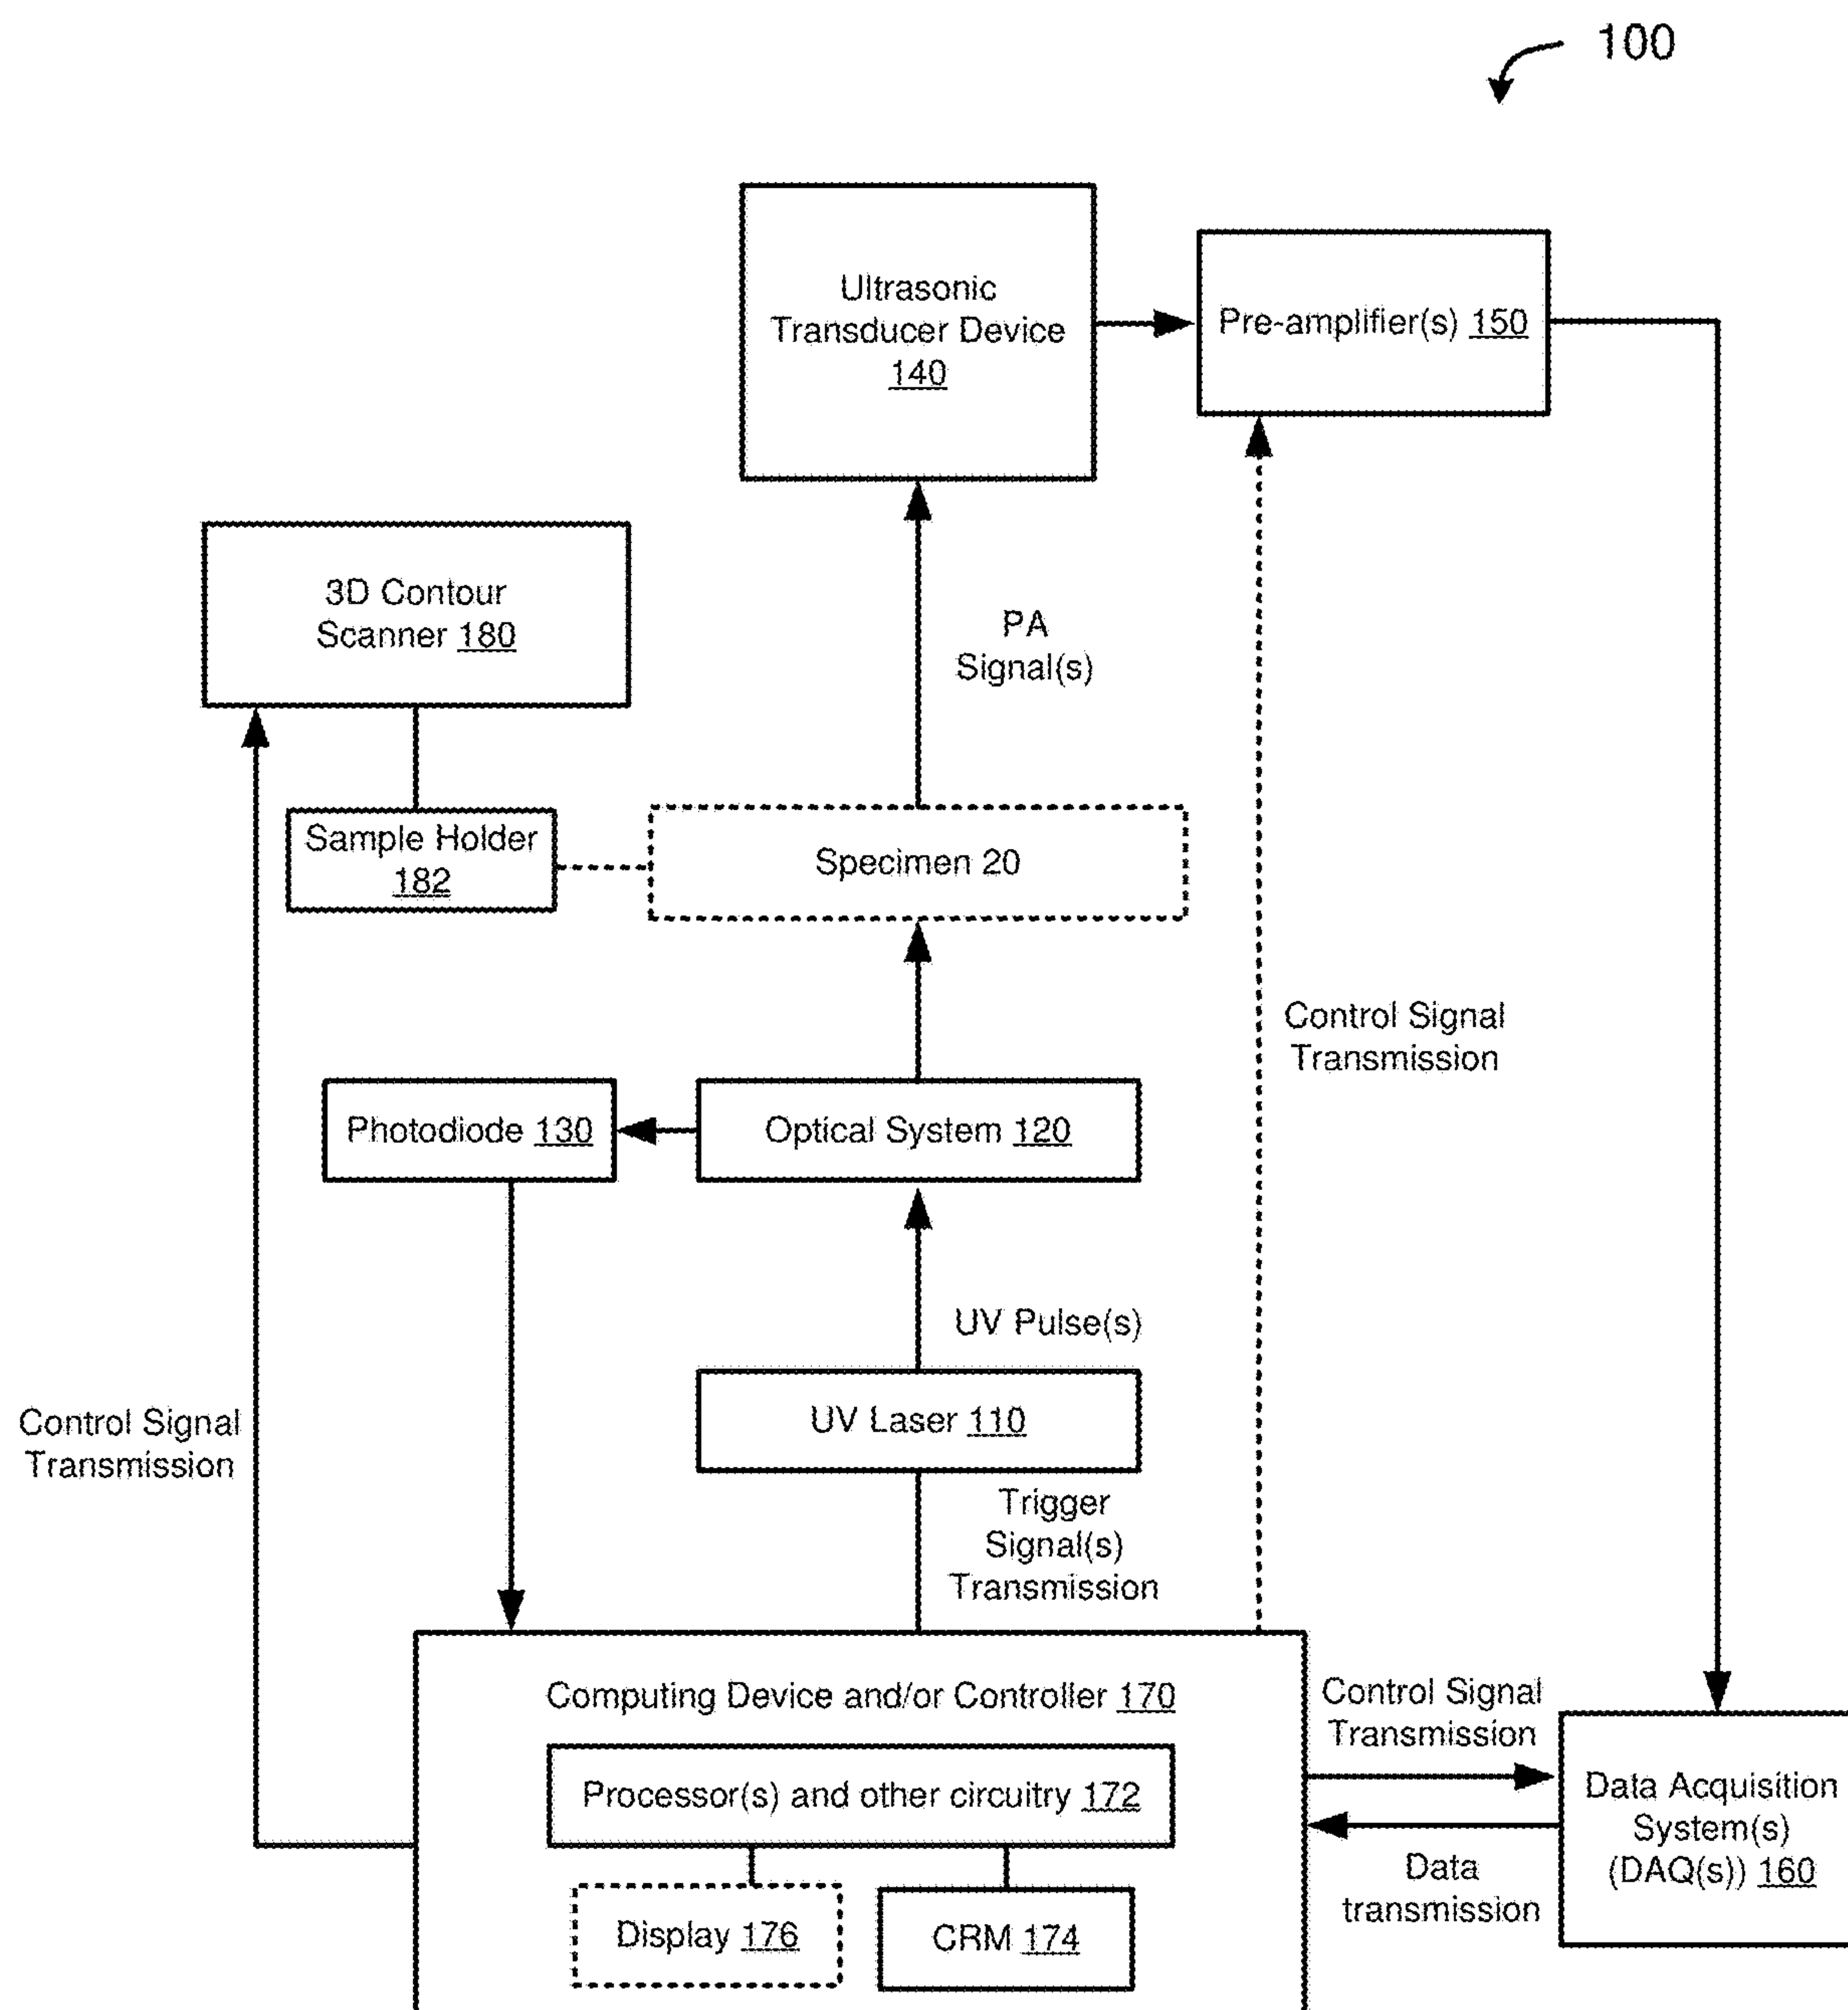 100
Ultrasonic
Transducer Device
140
Pre-amplifier(s) 150
3D Contour
Scanner 180
PA
Signal(s)
Sample Holder
182
Specimen 20
Control Signal
Transmission
Photodiode 130
Optical System 120
UV Pulse(s)
UV Laser 110
Control Signal
Transmission
Trigger
Signal(s)
Transmission
Computing Device and/or Controller 170
Control Signal
Transmission
Processor(s) and other circuitry 172
Data Acquisition
System(s)
(DAQ(s)) 160
Data
transmission
Display 176
CRM 174